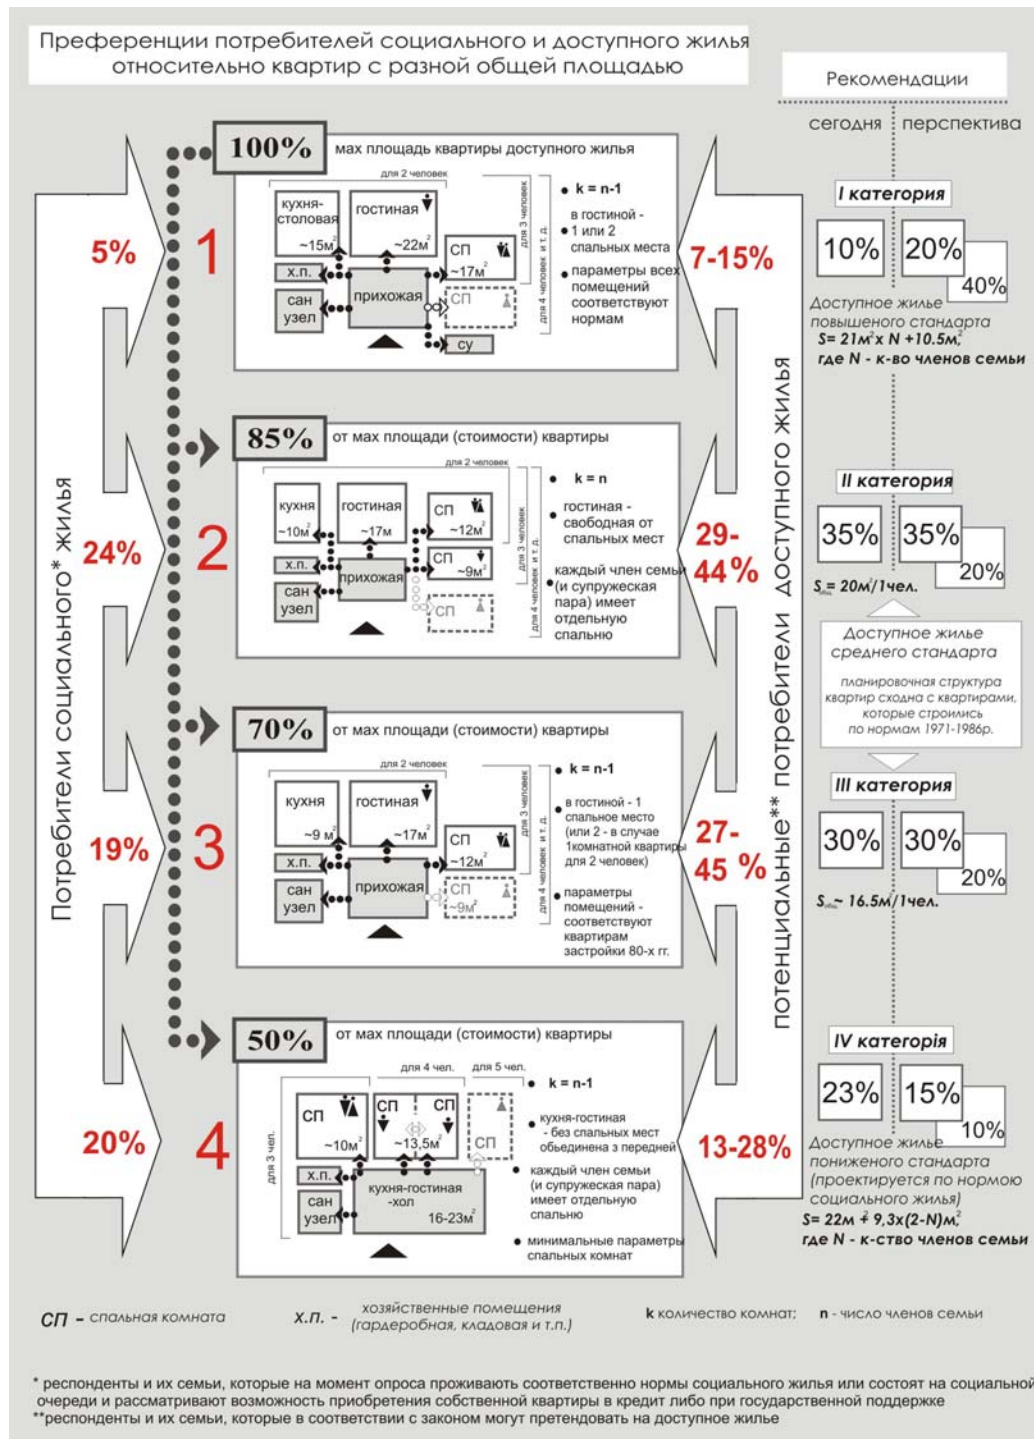 Преференции потребителей социального и доступного жилья
относительно квартир с разной общей площадью
Рекомендации
сегодня
перспектива
Потребители социального* жилья
потенциальные** потребители доступного жилья
100%
мах площадь квартиры доступного жилья
5%
1
7-15%
для 2 человек
для 3 человек
для 4 человек и т. д.
кухня-
столовая
~15м²
гостиная
~22м²
СП
~17м²
х.п.
прихожая
СП
сан
узел
су
• k = n-1
• в гостиной -
1 или 2
спальных места
• параметры всех
помещений
соответствуют
нормам
I категория
10%
20%
40%
Доступное жилье
повышеного стандарта
S= 21м²x N +10.5м²,
где N - к-во членов семьи
85%
от мах площади (стоимости) квартиры
24%
2
29-
44%
для 2 человек
для 3 человек
для 4 человек и т. д.
кухня
~10м²
гостиная
~17м
СП
~12м²
СП
~9м²
х.п.
прихожая
сан
узел
СП
• k = n
• гостиная -
свободная от
спальных мест
• каждый член семьи
(и супружеская
пара) имеет
отдельную
спальню
II категория
35%
35%
20%
= 20м²/1чел.
Доступное жилье
среднего стандарта
планировочная структура
квартир сходна с квартирами,
которые строились
по нормам 1971-1986р.
70%
от мах площади (стоимости) квартиры
19%
3
27-
45 %
для 2 человек
для 3 человек
для 4 человек и т. д.
кухня
~9 м²
гостиная
~17м²
СП
~12м²
х.п.
прихожая
СП
~9м²
сан
узел
• k = n-1
• в гостиной - 1
спальное место
(или 2 - в случае
1комнатной квартиры
для 2 человек)
• параметры
помещений -
соответствуют
квартирам
застройки 80-х гг.
III категория
30%
30%
20%
~ 16.5м²/1чел.
50%
от мах площади (стоимости) квартиры
20%
4
13-28%
для 3 чел.
для 4 чел.
для 5 чел.
СП
~10м²
СП
СП
~13,5м²
СП
х.п.
кухня-гостиная
-хол
16-23м²
сан
узел
• k = n-1
• кухня-гостиная
- без спальных мест
обьединена з передней
• каждый член семьи
(и супружеская пара)
имеет отдельную
спальню
• минимальные параметры
спальных комнат
IV категорія
23%
15%
10%
Доступное жилье
пониженого стандарта
(проектируется по нормою
социального жилья)
S= 22м² + 9,3x(2-N)м²,
где N - к-ство членов семьи
СП - спальная комната
Х.П. - хозяйственные помещения
(гардеробная, кладовая и т.п.)
k количество комнат;
n - число членов семьи
* респонденты и их семьи, которые на момент опроса проживают соответственно нормы социального жилья или состоят на социальной
очереди и рассматривают возможность приобретения собственной квартиры в кредит либо при государственной поддержке
**респонденты и их семьи, которые в соответствии с законом могут претендовать на доступное жилье